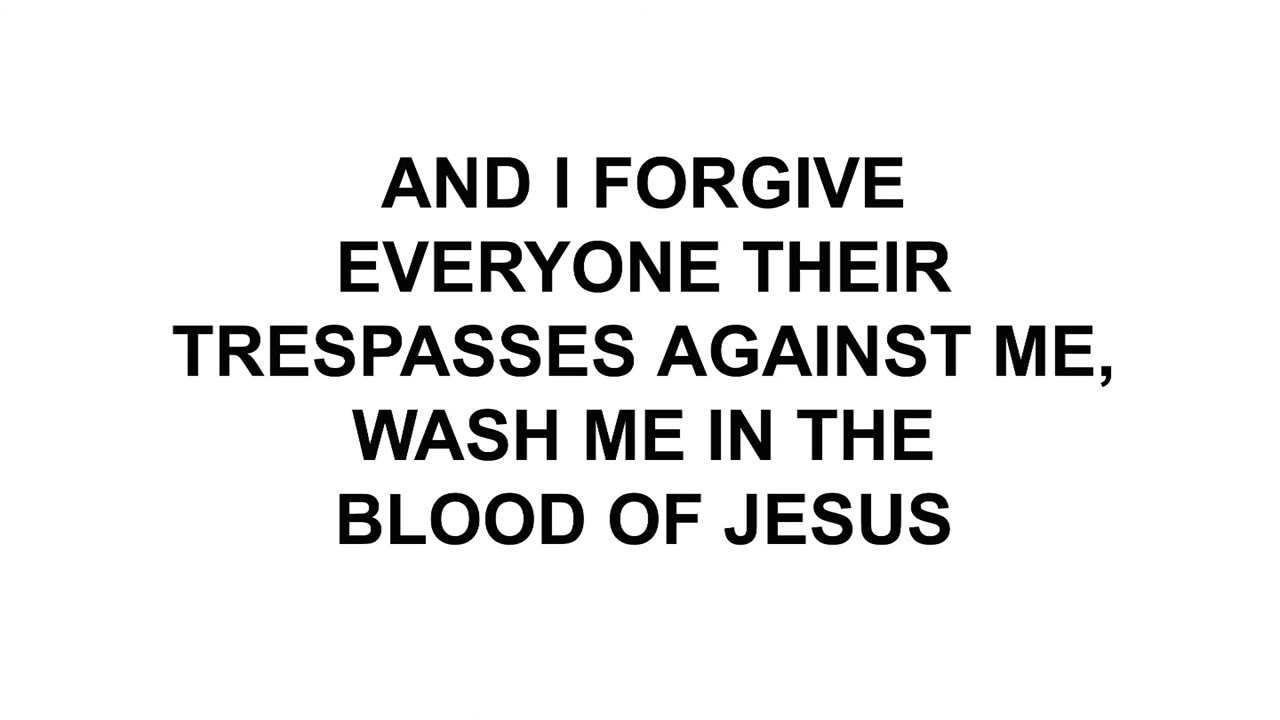 AND I FORGIVE
EVERYONE THEIR
TRESPASSES AGAINST ME,
WASH ME IN THE
BLOOD OF JESUS